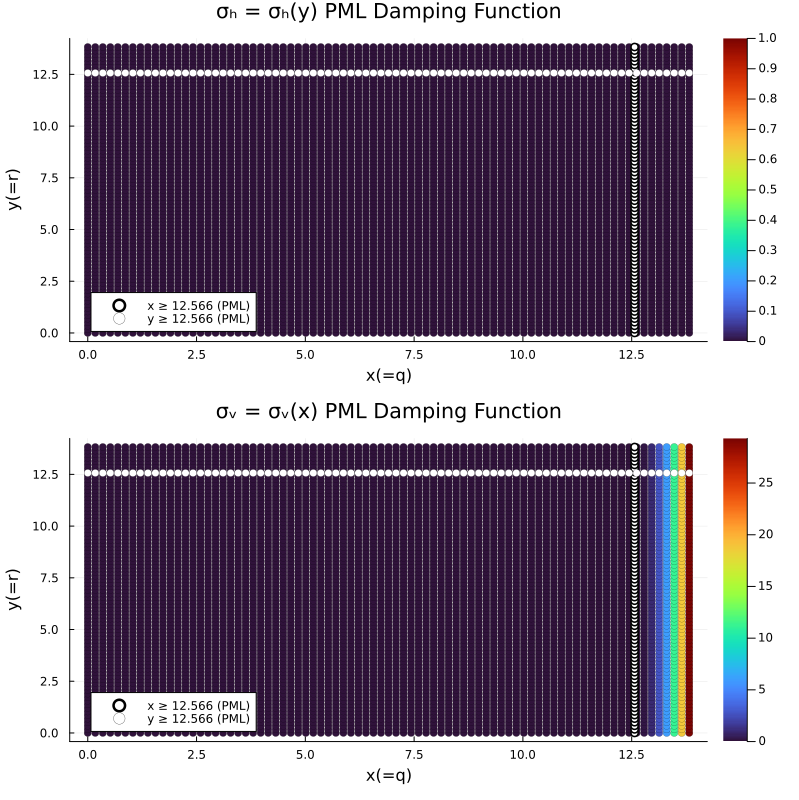 σₕ = σₕ(y) PML Damping Function
12.5
10.0
7.5
5.0
2.5
0.0
y(=r)
x ≥ 12.566 (PML)
y ≥ 12.566 (PML)
0.0 2.5 5.0 7.5 10.0 12.5
x(=q)
1.0
0.9
0.8
0.7
0.6
0.5
0.4
0.3
0.2
0.1
0
σᵥ = σᵥ(x) PML Damping Function
12.5
10.0
7.5
5.0
2.5
0.0
y(=r)
x ≥ 12.566 (PML)
y ≥ 12.566 (PML)
0.0 2.5 5.0 7.5 10.0 12.5
x(=q)
25
20
15
10
5
0